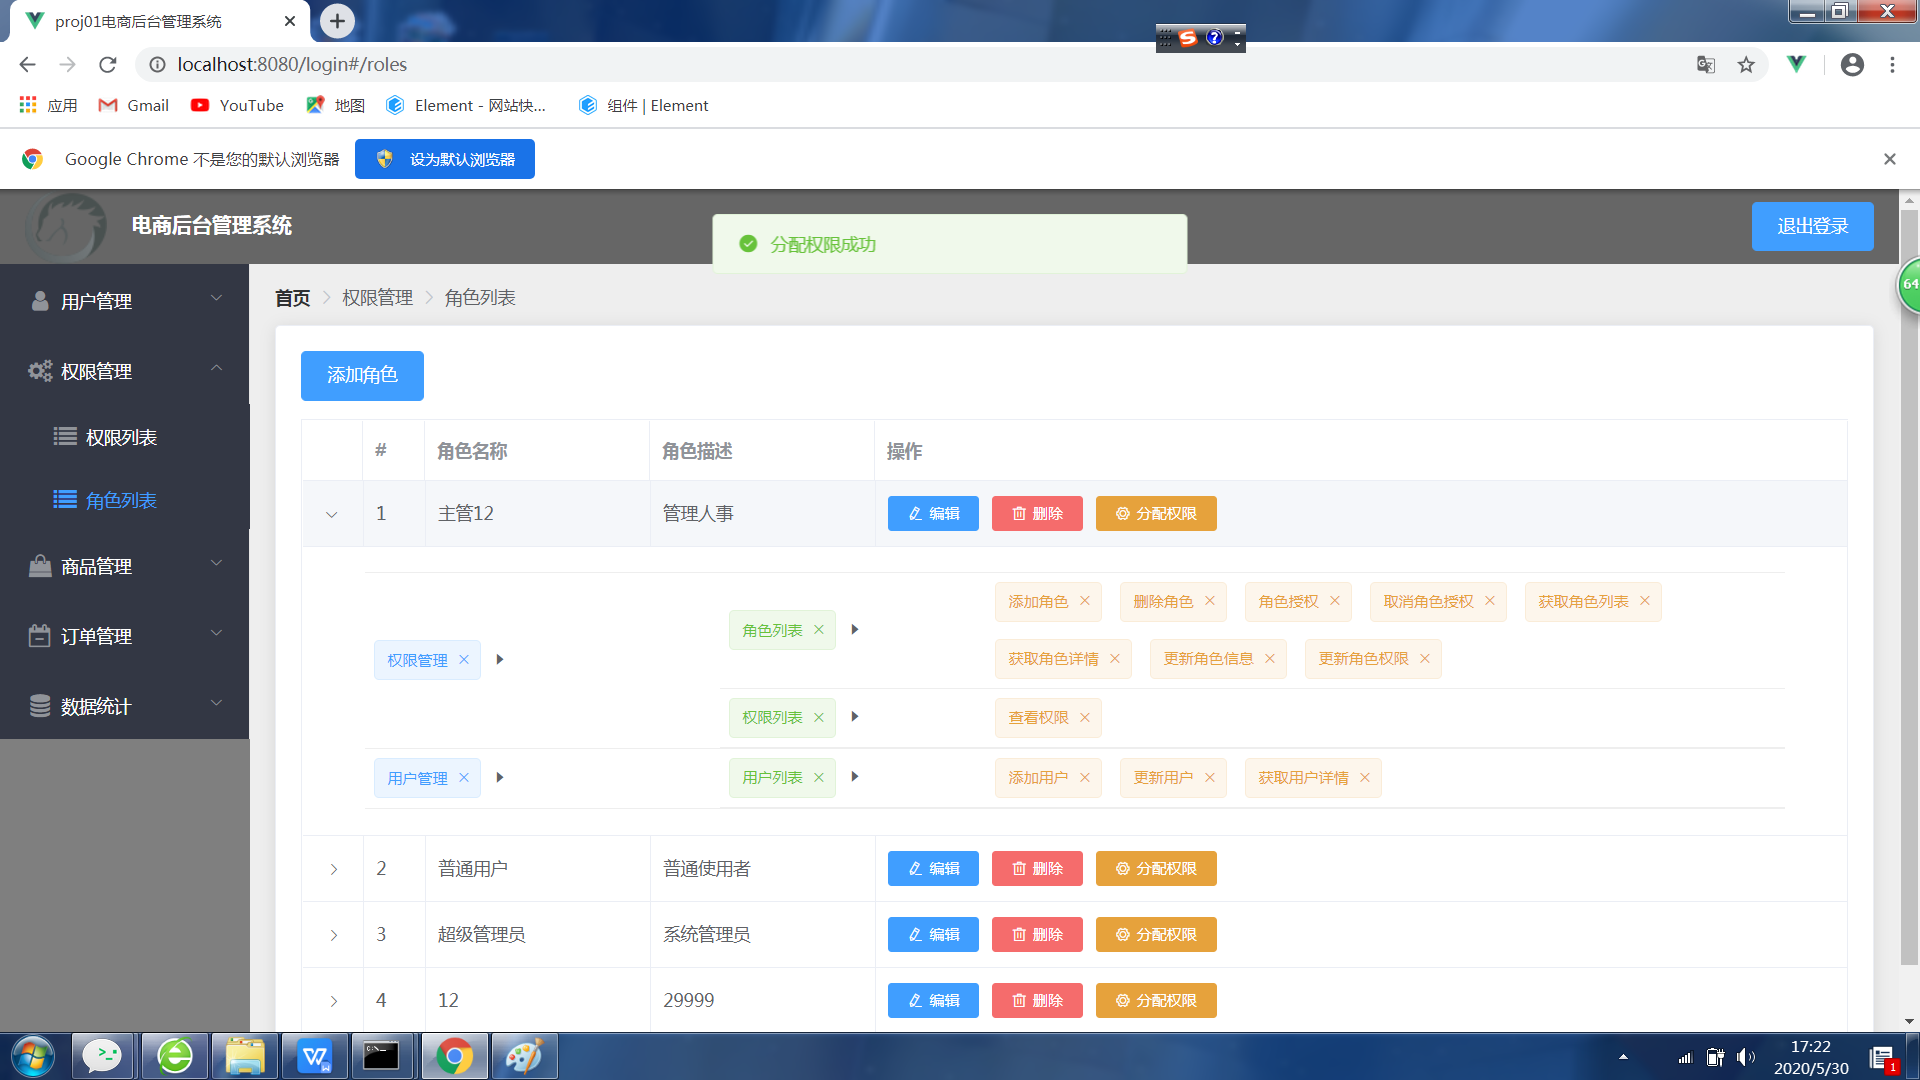 proj01电商后台管理系统
localhost:8080/login#/roles
应用 Gmail YouTube 地图 Element - 网站快... 组件 | Element
Google Chrome 不是您的默认浏览器 设为默认浏览器
电商后台管理系统
分配权限成功
退出登录
64
用户管理
权限管理
权限列表
角色列表
商品管理
订单管理
数据统计
首页 权限管理 角色列表
添加角色
# 角色名称 角色描述 操作
1 主管12 管理人事 编辑 删除 分配权限
权限管理
角色列表
添加角色 删除角色 角色授权 取消角色授权 获取角色列表
获取角色详情 更新角色信息 更新角色权限
权限列表 查看权限
用户管理 用户列表 添加用户 更新用户 获取用户详情
2 普通用户 普通使用者 编辑 删除 分配权限
3 超级管理员 系统管理员 编辑 删除 分配权限
4 12 29999 编辑 删除 分配权限
17:22
2020/5/30
1